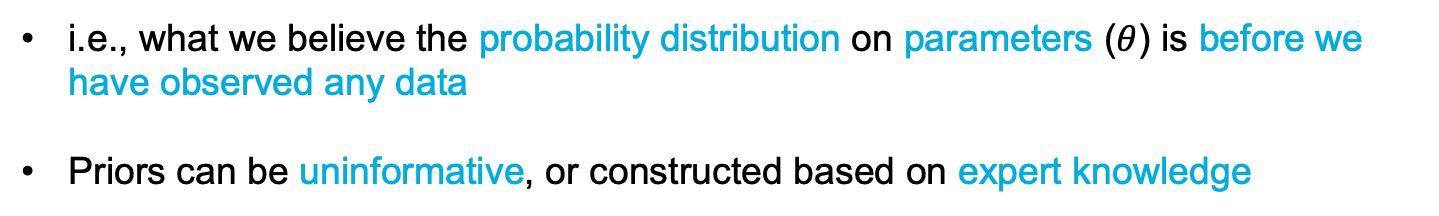 • i.e., what we believe the probability distribution on parameters (θ) is before we
have observed any data
• Priors can be uninformative, or constructed based on expert knowledge